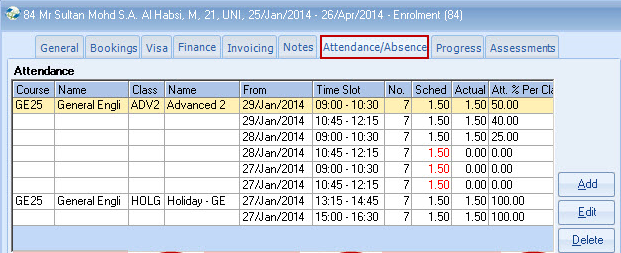 84 Mr Sultan Mohd S.A. Al Habsi, M, 21, UNI, 25/Jan/2014 - 26/Apr/2014 - Enrolment (84)
General Bookings Visa Finance Invoicing Notes Attendance/Absence Progress Assessments
Attendance
Course Name Class Name From Time Slot No. Sched Actual Att. % Per Cla
GE25 General Engli ADV2 Advanced 2 29/Jan/2014 09:00 - 10:30 7 1.50 1.50 50.00
29/Jan/2014 10:45 - 12:15 7 1.50 1.50 40.00
28/Jan/2014 09:00 - 10:30 7 1.50 1.50 25.00
28/Jan/2014 10:45 - 12:15 7 1.50 0.00 0.00
27/Jan/2014 09:00 - 10:30 7 1.50 0.00 0.00
27/Jan/2014 10:45 - 12:15 7 1.50 0.00 0.00
GE25 General Engli HOLG Holiday - GE 27/Jan/2014 13:15 - 14:45 7 1.50 1.50 100.00
27/Jan/2014 15:00 - 16:30 7 1.50 1.50 100.00
Add
Edit
Delete